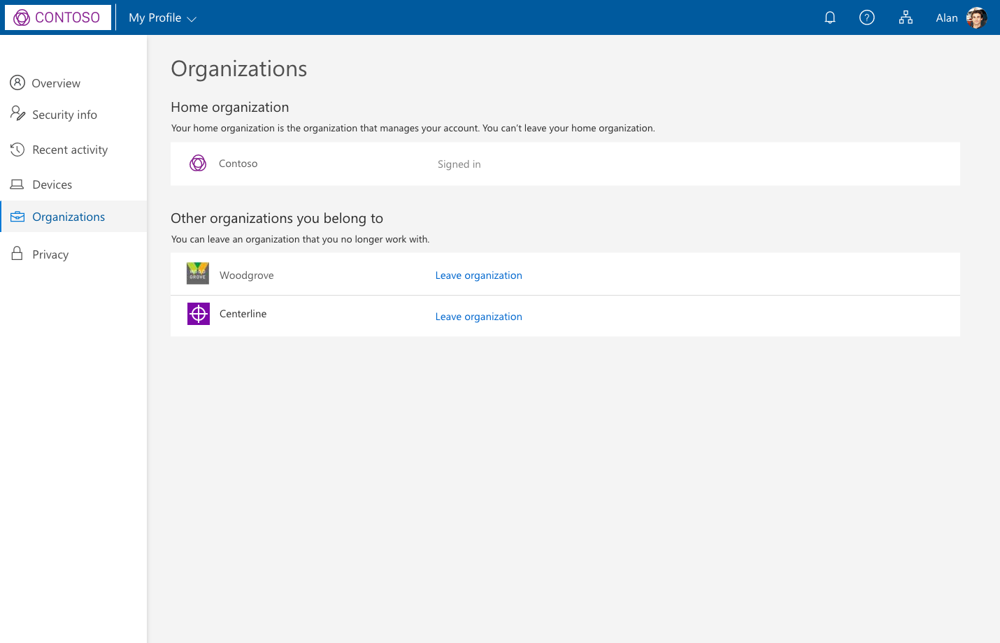 CONTOSO
My Profile
?
Alan
Overview
Security info
Recent activity
Devices
Organizations
Privacy
Organizations
Home organization
Your home organization is the organization that manages your account. You can’t leave your home organization.
Contoso
Signed in
Other organizations you belong to
You can leave an organization that you no longer work with.
WOOD
GROVE
Woodgrove
Leave organization
Centerline
Leave organization